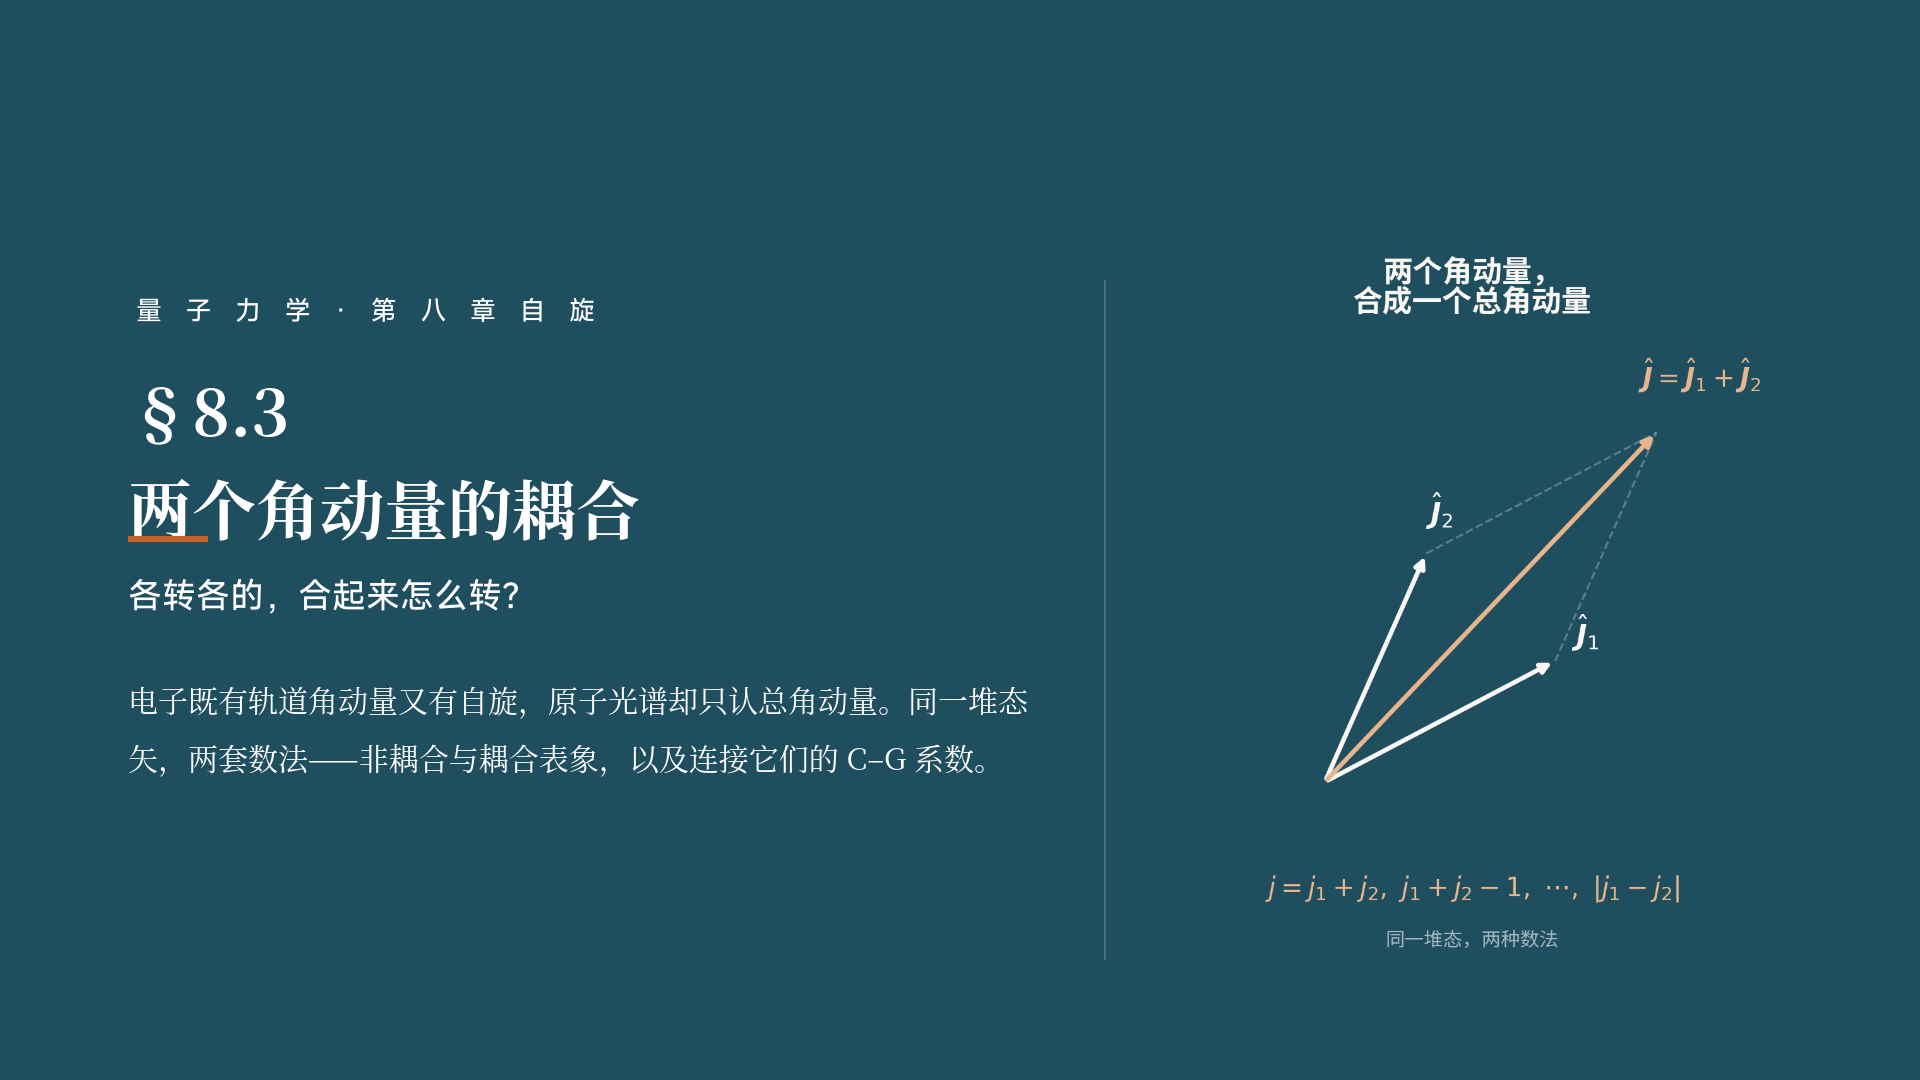 量子力学·第八章自旋
§8.3
两个角动量的耦合
各转各的，合起来怎么转？
电子既有轨道角动量又有自旋，原子光谱却只认总角动量。同一堆态
矢，两套数法——非耦合与耦合表象，以及连接它们的 C–G 系数。
两个角动量，
合成一个总角动量
Ĵ = Ĵ₁ + Ĵ₂
Ĵ₂
Ĵ₁
j = j₁ + j₂, j₁ + j₂ − 1, ⋯, |j₁ − j₂|
同一堆态，两种数法